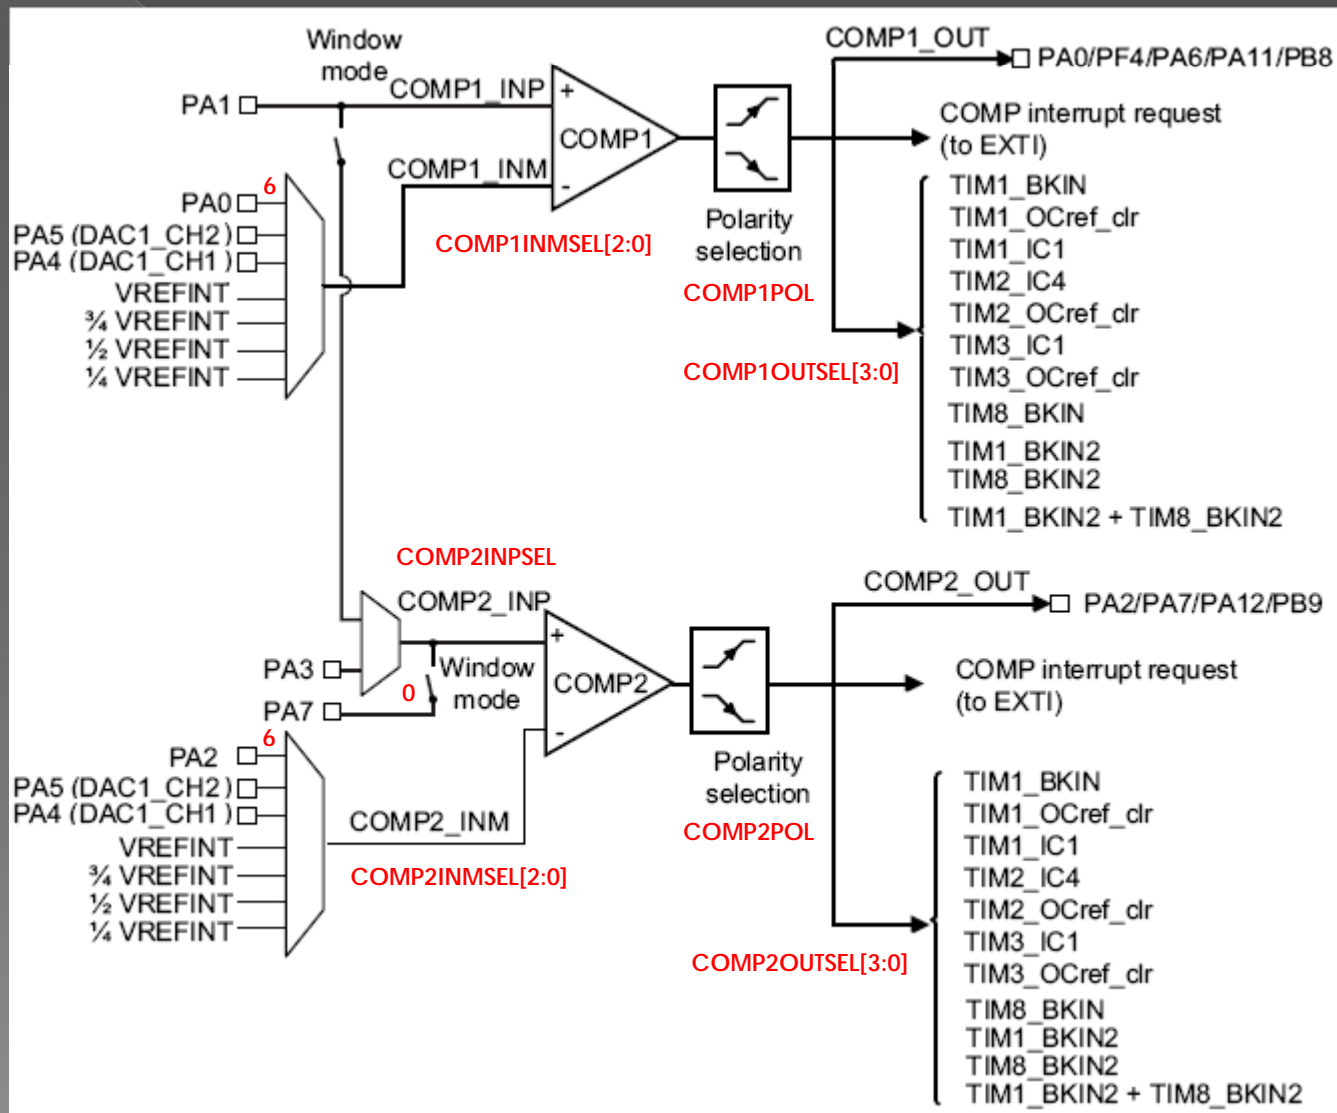 Window
mode
COMP1_OUT
PA0/PF4/PA6/PA11/PB8
PA1
COMP1_INP
+
COMP1
-
COMP1_INM
COMP interrupt request
(to EXTI)
6
PA0
PA5 (DAC1_CH2)
PA4 (DAC1_CH1)
VREFINT
¾ VREFINT
½ VREFINT
¼ VREFINT
COMP1INMSEL[2:0]
Polarity
selection
COMP1POL
COMP1OUTSEL[3:0]
TIM1_BKIN
TIM1_OCref_clr
TIM1_IC1
TIM2_IC4
TIM2_OCref_clr
TIM3_IC1
TIM3_OCref_clr
TIM8_BKIN
TIM1_BKIN2
TIM8_BKIN2
TIM1_BKIN2 + TIM8_BKIN2
COMP2INPSEL
COMP2_INP
COMP2_OUT
PA2/PA7/PA12/PB9
+
COMP2
-
PA3
Window
mode
0
PA7
COMP interrupt request
(to EXTI)
6
PA2
PA5 (DAC1_CH2)
PA4 (DAC1_CH1)
VREFINT
¾ VREFINT
½ VREFINT
¼ VREFINT
COMP2_INM
COMP2INMSEL[2:0]
Polarity
selection
COMP2POL
COMP2OUTSEL[3:0]
TIM1_BKIN
TIM1_OCref_clr
TIM1_IC1
TIM2_IC4
TIM2_OCref_clr
TIM3_IC1
TIM3_OCref_clr
TIM8_BKIN
TIM1_BKIN2
TIM8_BKIN2
TIM1_BKIN2 + TIM8_BKIN2